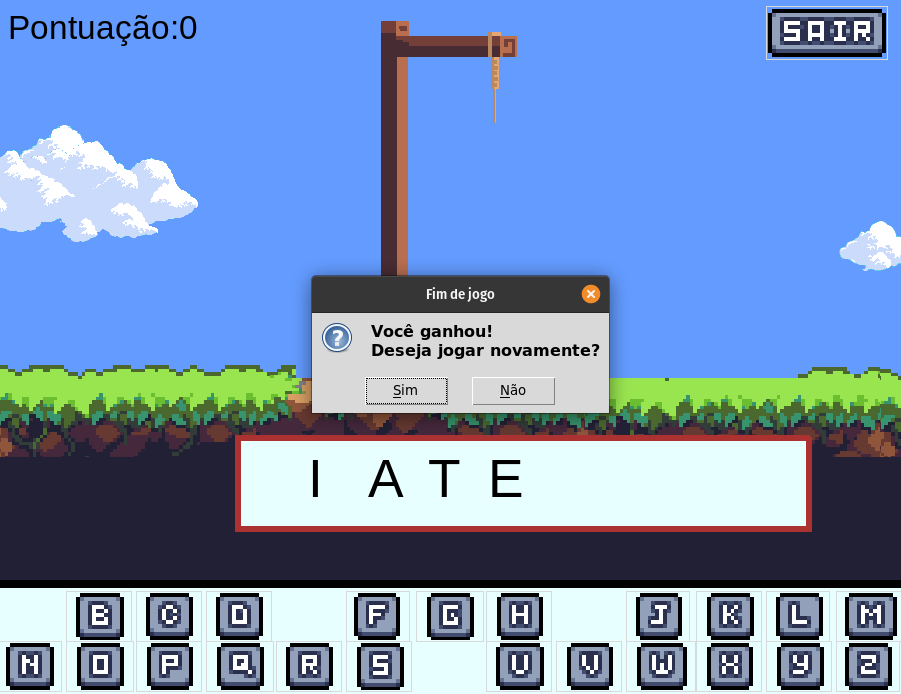 Pontuação:0
SAIR
Fim de jogo
Você ganhou!
Deseja jogar novamente?
Sim Não
I A T E
B C D F G H J K L M
N O P Q R S U V W X Y Z